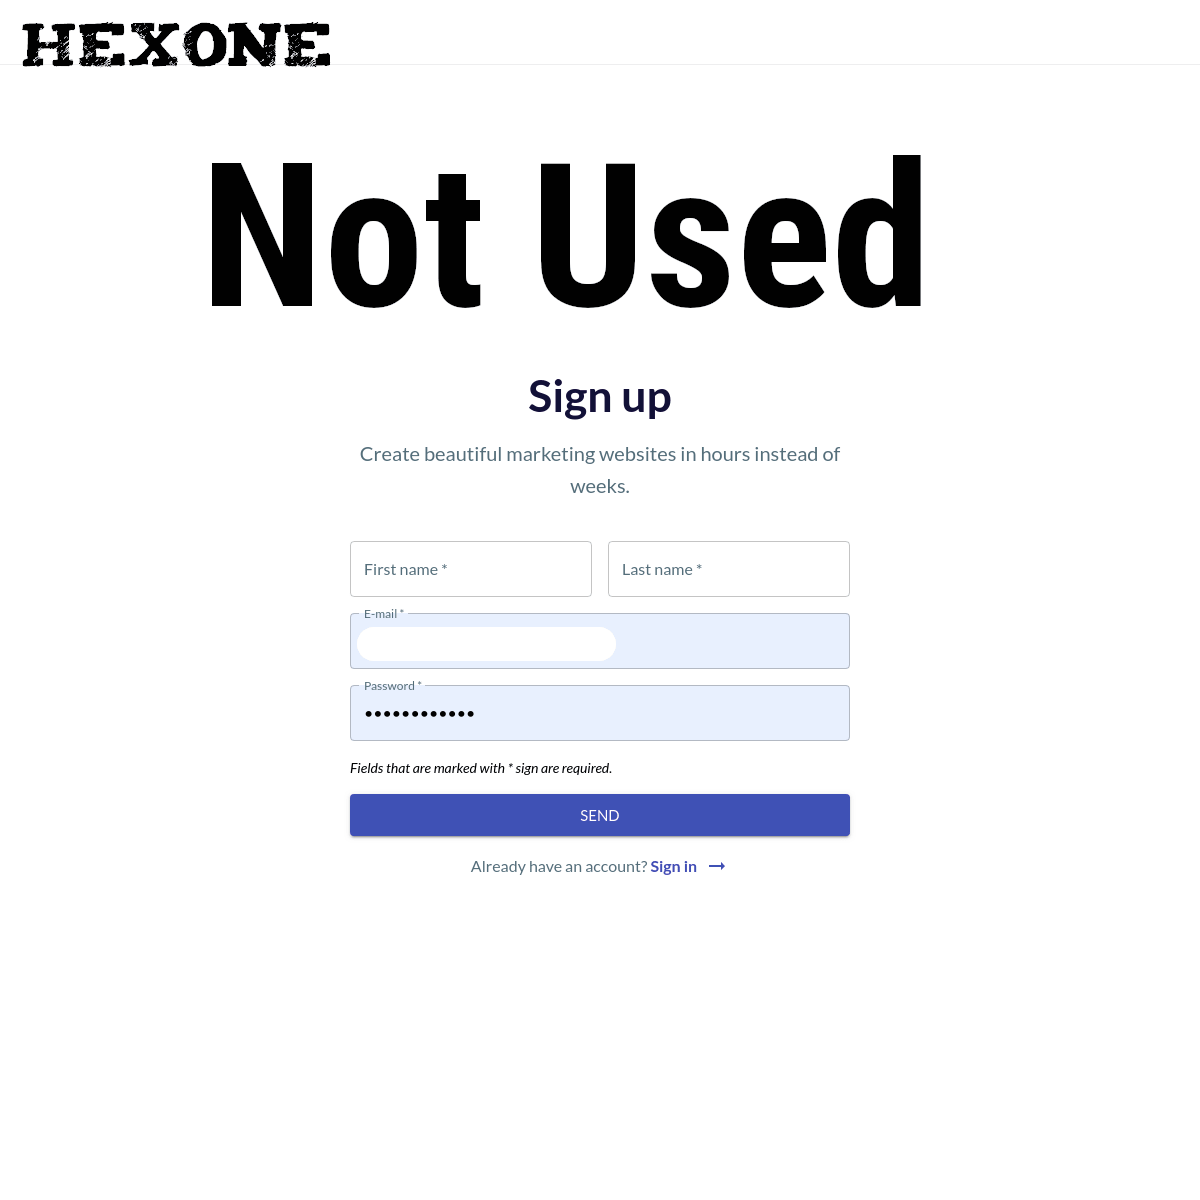 HEXONE
Not Used
Sign up
Create beautiful marketing websites in hours instead of
weeks.
First name *
Last name *
E-mail *
Password *
••••••••••••
Fields that are marked with * sign are required.
SEND
Already have an account? Sign in →